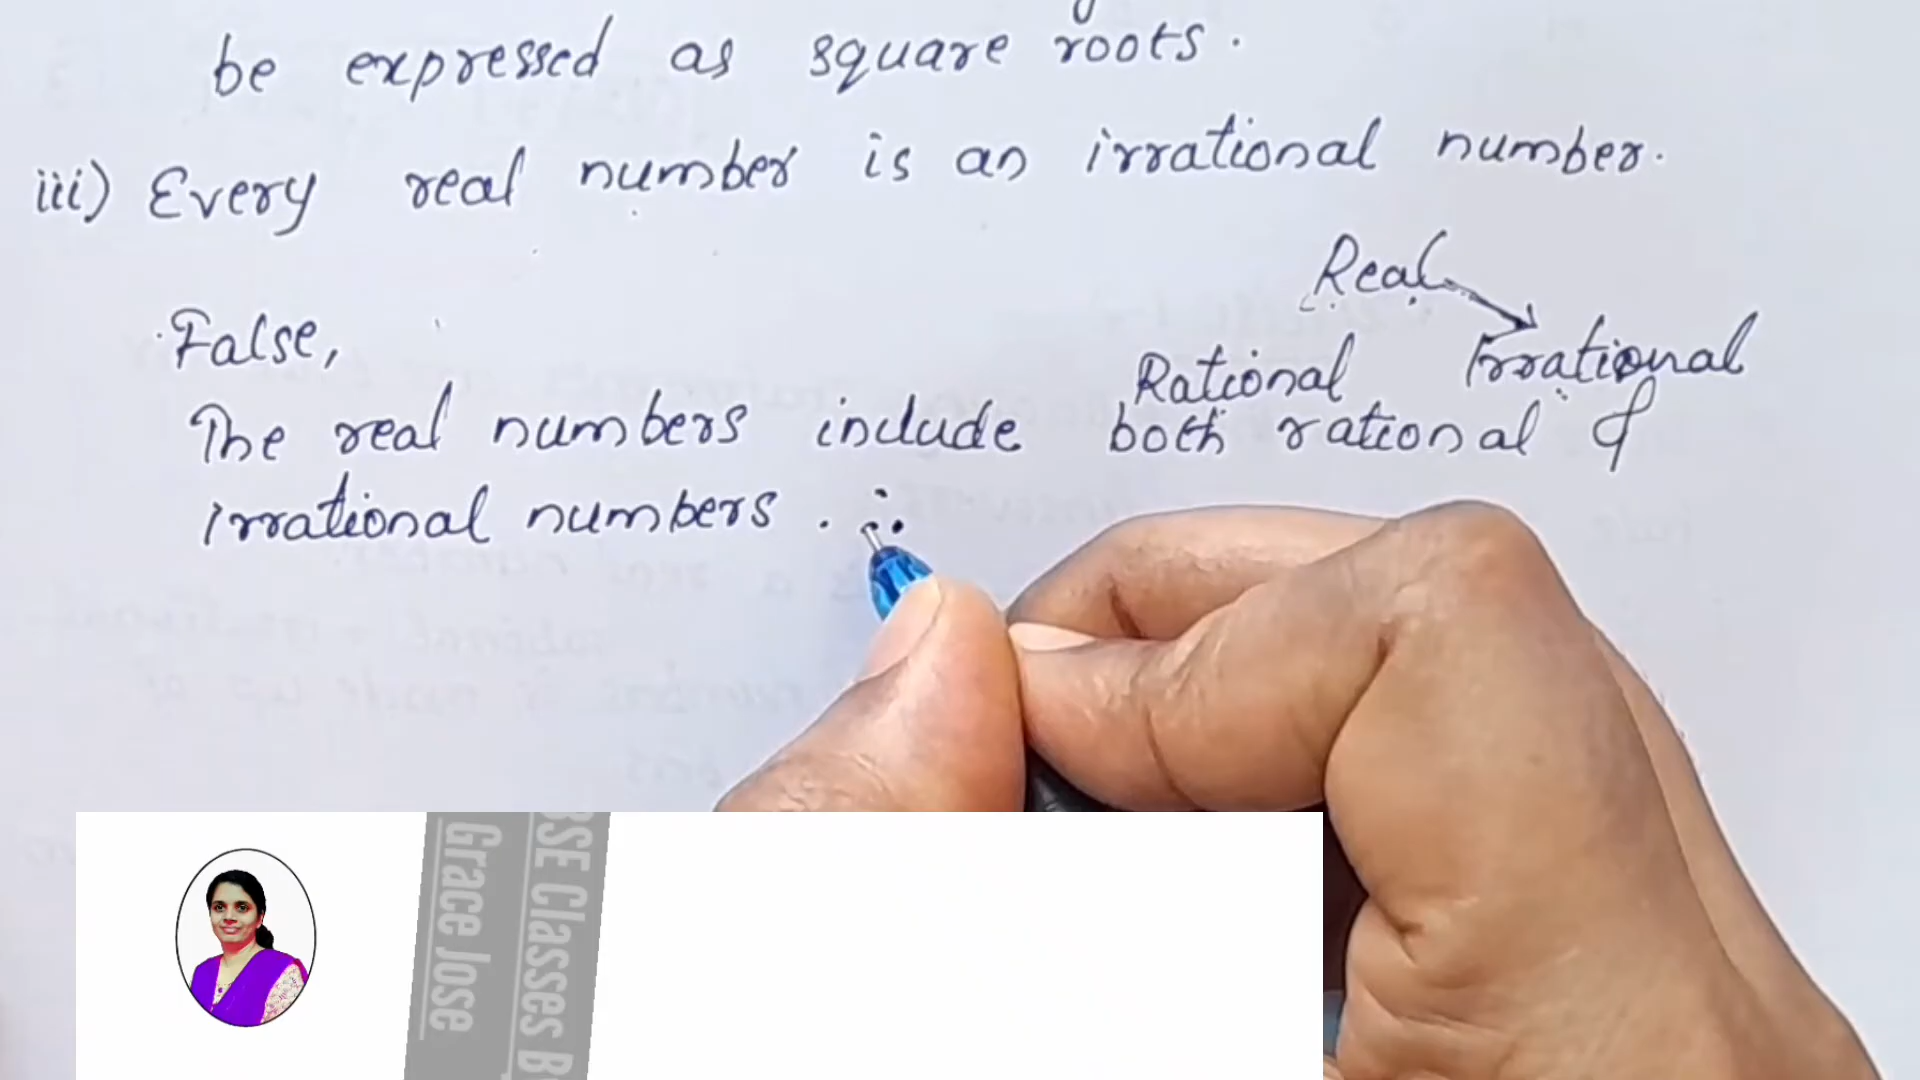 be expressed as square roots.
iii) Every real number is an irrational number.
Real
False,
Rational Irrational
The real numbers include both rational &
irrational numbers. ∴
BSE Classes B
Grace Jose